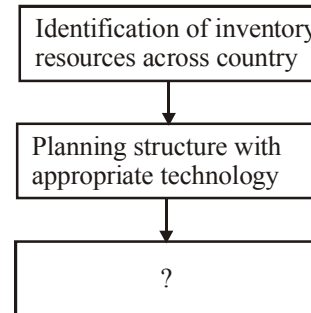 Identification of inventory
resources across country
Planning structure with
appropriate technology
?